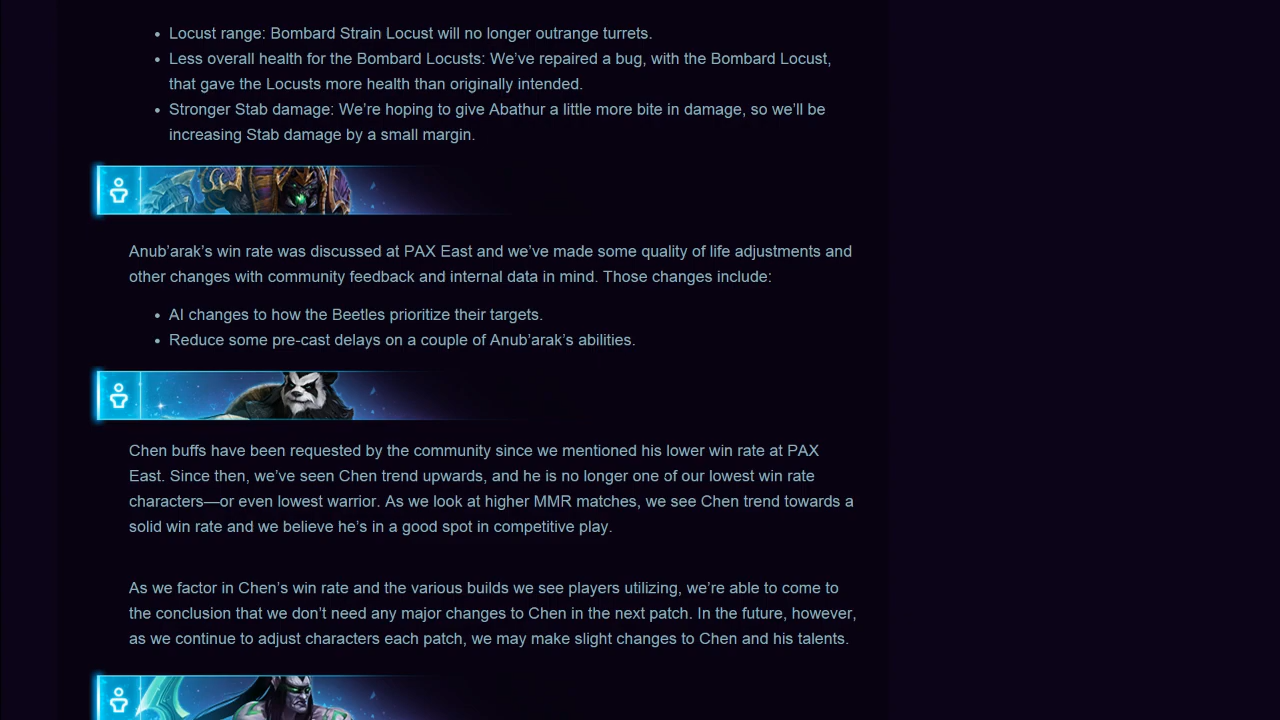 Locust range: Bombard Strain Locust will no longer outrange turrets.
Less overall health for the Bombard Locusts: We’ve repaired a bug, with the Bombard Locust,
that gave the Locusts more health than originally intended.
Stronger Stab damage: We’re hoping to give Abathur a little more bite in damage, so we’ll be
increasing Stab damage by a small margin.
Anub’arak’s win rate was discussed at PAX East and we’ve made some quality of life adjustments and
other changes with community feedback and internal data in mind. Those changes include:
AI changes to how the Beetles prioritize their targets.
Reduce some pre-cast delays on a couple of Anub’arak’s abilities.
Chen buffs have been requested by the community since we mentioned his lower win rate at PAX
East. Since then, we’ve seen Chen trend upwards, and he is no longer one of our lowest win rate
characters—or even lowest warrior. As we look at higher MMR matches, we see Chen trend towards a
solid win rate and we believe he’s in a good spot in competitive play.
As we factor in Chen’s win rate and the various builds we see players utilizing, we’re able to come to
the conclusion that we don’t need any major changes to Chen in the next patch. In the future, however,
as we continue to adjust characters each patch, we may make slight changes to Chen and his talents.